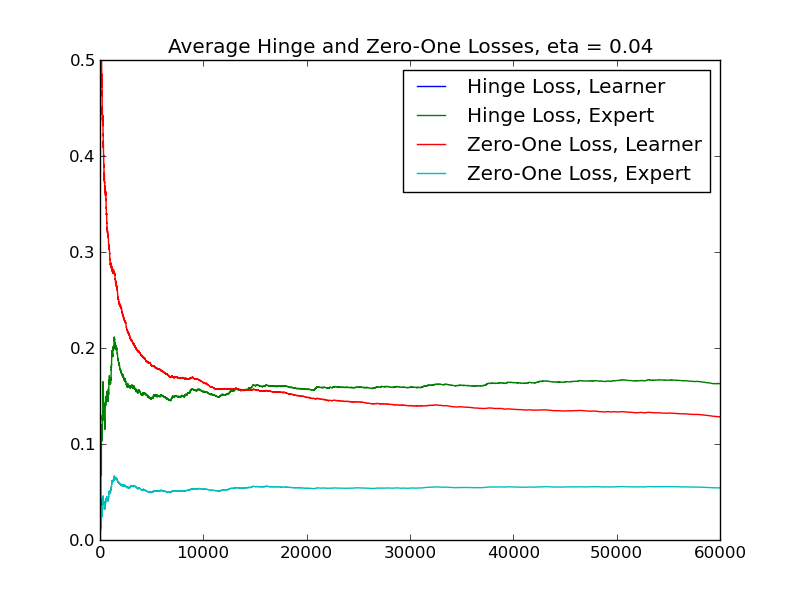 Average Hinge and Zero-One Losses, eta = 0.04
0.5
0.4
0.3
0.2
0.1
0.0
Hinge Loss, Learner
Hinge Loss, Expert
Zero-One Loss, Learner
Zero-One Loss, Expert
0 10000 20000 30000 40000 50000 60000